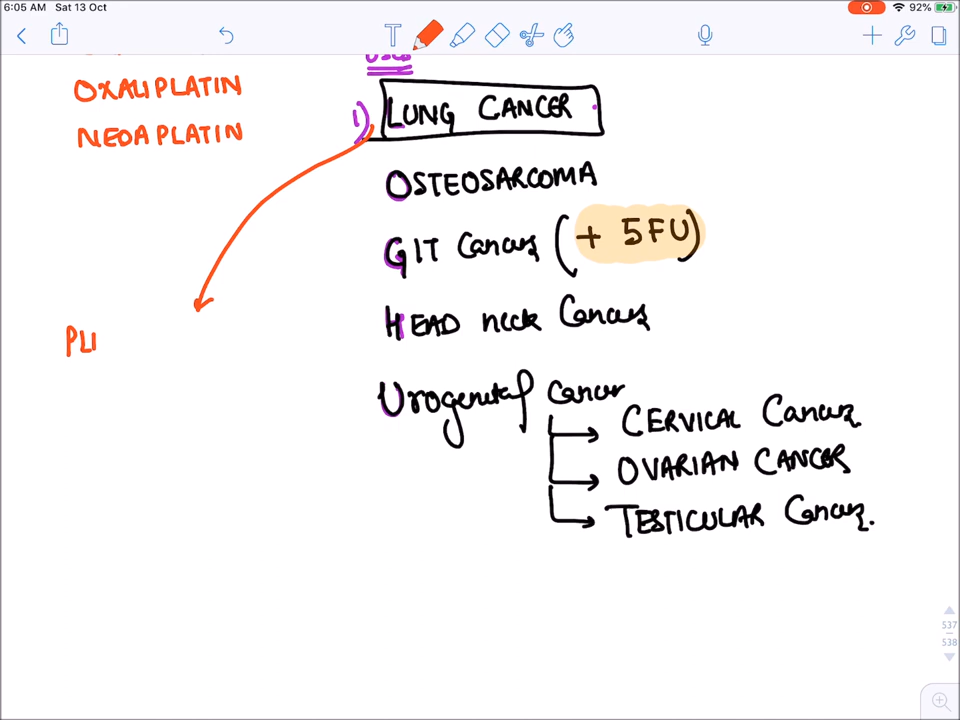 6:05 AM Sat 13 Oct
92%
T
USES
OXALIPLATIN
1) LUNG CANCER
NEDAPLATIN
OSTEOSARCOMA
GIT Cancer (+ 5FU)
HEAD neck Cancer
PLI
Urogenital Cancer
CERVICAL Cancer
OVARIAN CANCER
TESTICULAR Cancer.
537
538